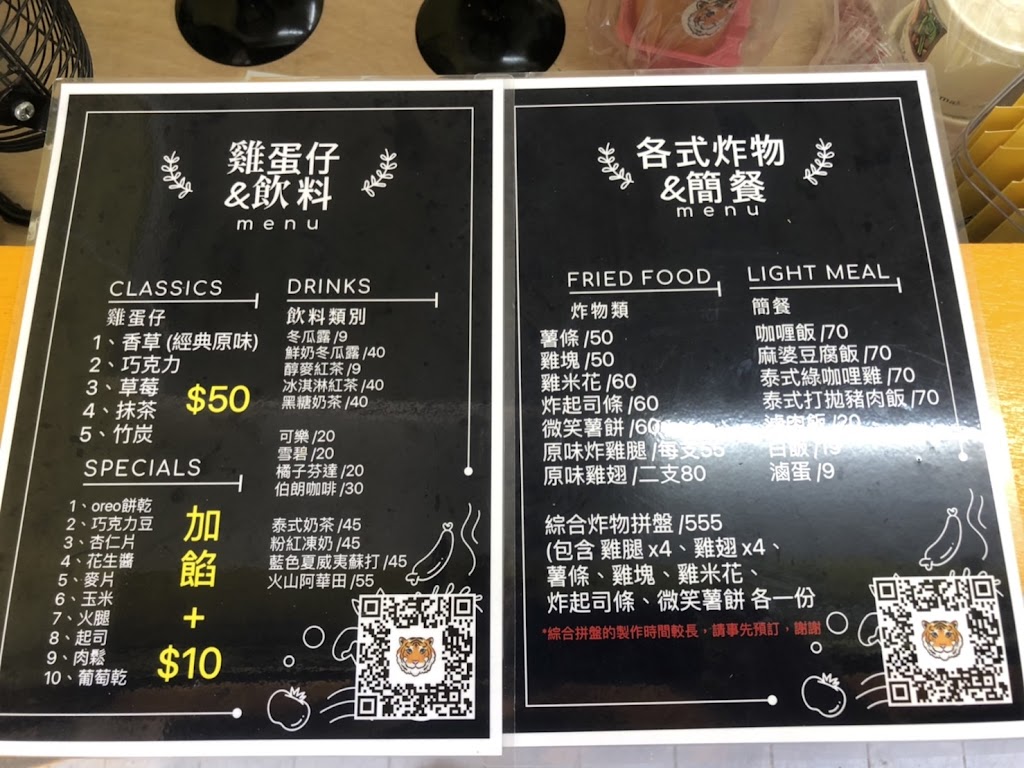 雞蛋仔
&飲料
menu
CLASSICS
雞蛋仔
1、香草 (經典原味)
2、巧克力
3、草莓
4、抹茶
5、竹炭
$50
SPECIALS
1、oreo餅乾
2、巧克力豆
3、杏仁片
4、花生醬
5、麥片
6、玉米
7、火腿
8、起司
9、肉鬆
10、葡萄乾
加
餡
+
$10
DRINKS
飲料類別
冬瓜露 /9
鮮奶冬瓜露 /40
醇麥紅茶 /9
冰淇淋紅茶 /40
黑糖奶茶 /40
可樂 /20
雪碧 /20
橘子芬達 /20
伯朗咖啡 /30
泰式奶茶 /45
粉紅凍奶 /45
藍色夏威夷蘇打 /45
火山阿華田 /55
各式炸物
&簡餐
menu
FRIED FOOD
炸物類
薯條 /50
雞塊 /50
雞米花 /60
炸起司條 /60
微笑薯餅 /60
原味炸雞腿 /每支55
原味雞翅 /二支80
綜合炸物拼盤 /555
(包含 雞腿 x4、雞翅 x4、
薯條、雞塊、雞米花、
炸起司條、微笑薯餅 各一份
*綜合拼盤的製作時間較長，請事先預訂，謝謝
LIGHT MEAL
簡餐
咖喱飯 /70
麻婆豆腐飯 /70
泰式綠咖哩雞 /70
泰式打拋豬肉飯 /70
滷肉飯
白飯
滷蛋 /9